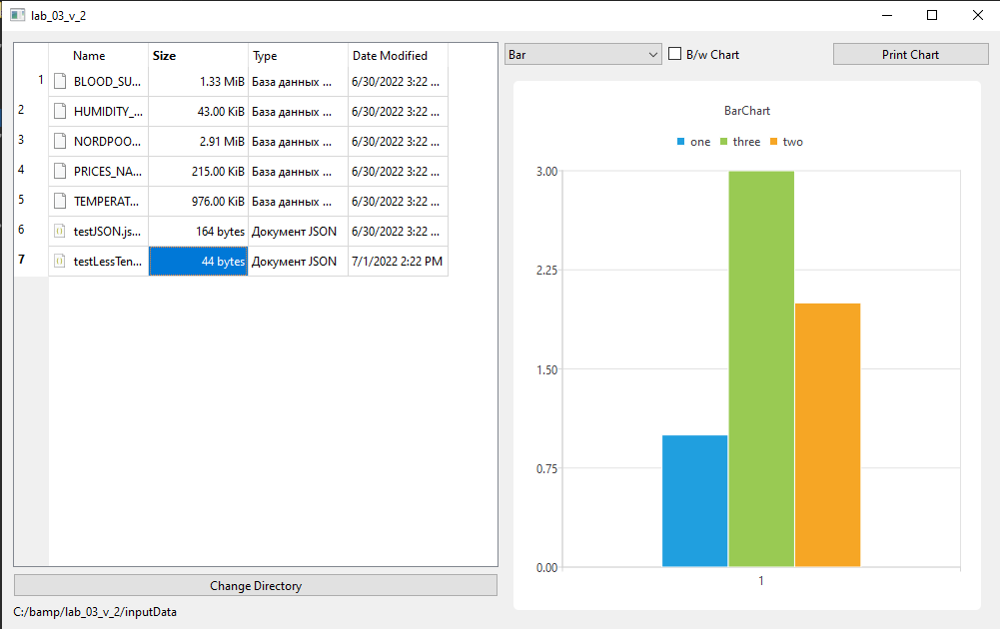 lab_03_v_2
Name Size Type Date Modified
1 BLOOD_SU... 1.33 MiB База данных ... 6/30/2022 3:22 ...
2 HUMIDITY_... 43.00 KiB База данных ... 6/30/2022 3:22 ...
3 NORDPOO... 2.91 MiB База данных ... 6/30/2022 3:22 ...
4 PRICES_NA... 215.00 KiB База данных ... 6/30/2022 3:22 ...
5 TEMPERAT... 976.00 KiB База данных ... 6/30/2022 3:22 ...
6 testJSON.js... 164 bytes Документ JSON 6/30/2022 3:22 ...
7 testLessTen... 44 bytes Документ JSON 7/1/2022 2:22 PM
Change Directory
C:/bamp/lab_03_v_2/inputData
Bar B/w Chart Print Chart
BarChart
one three two
3.00
2.25
1.50
0.75
0.00
1